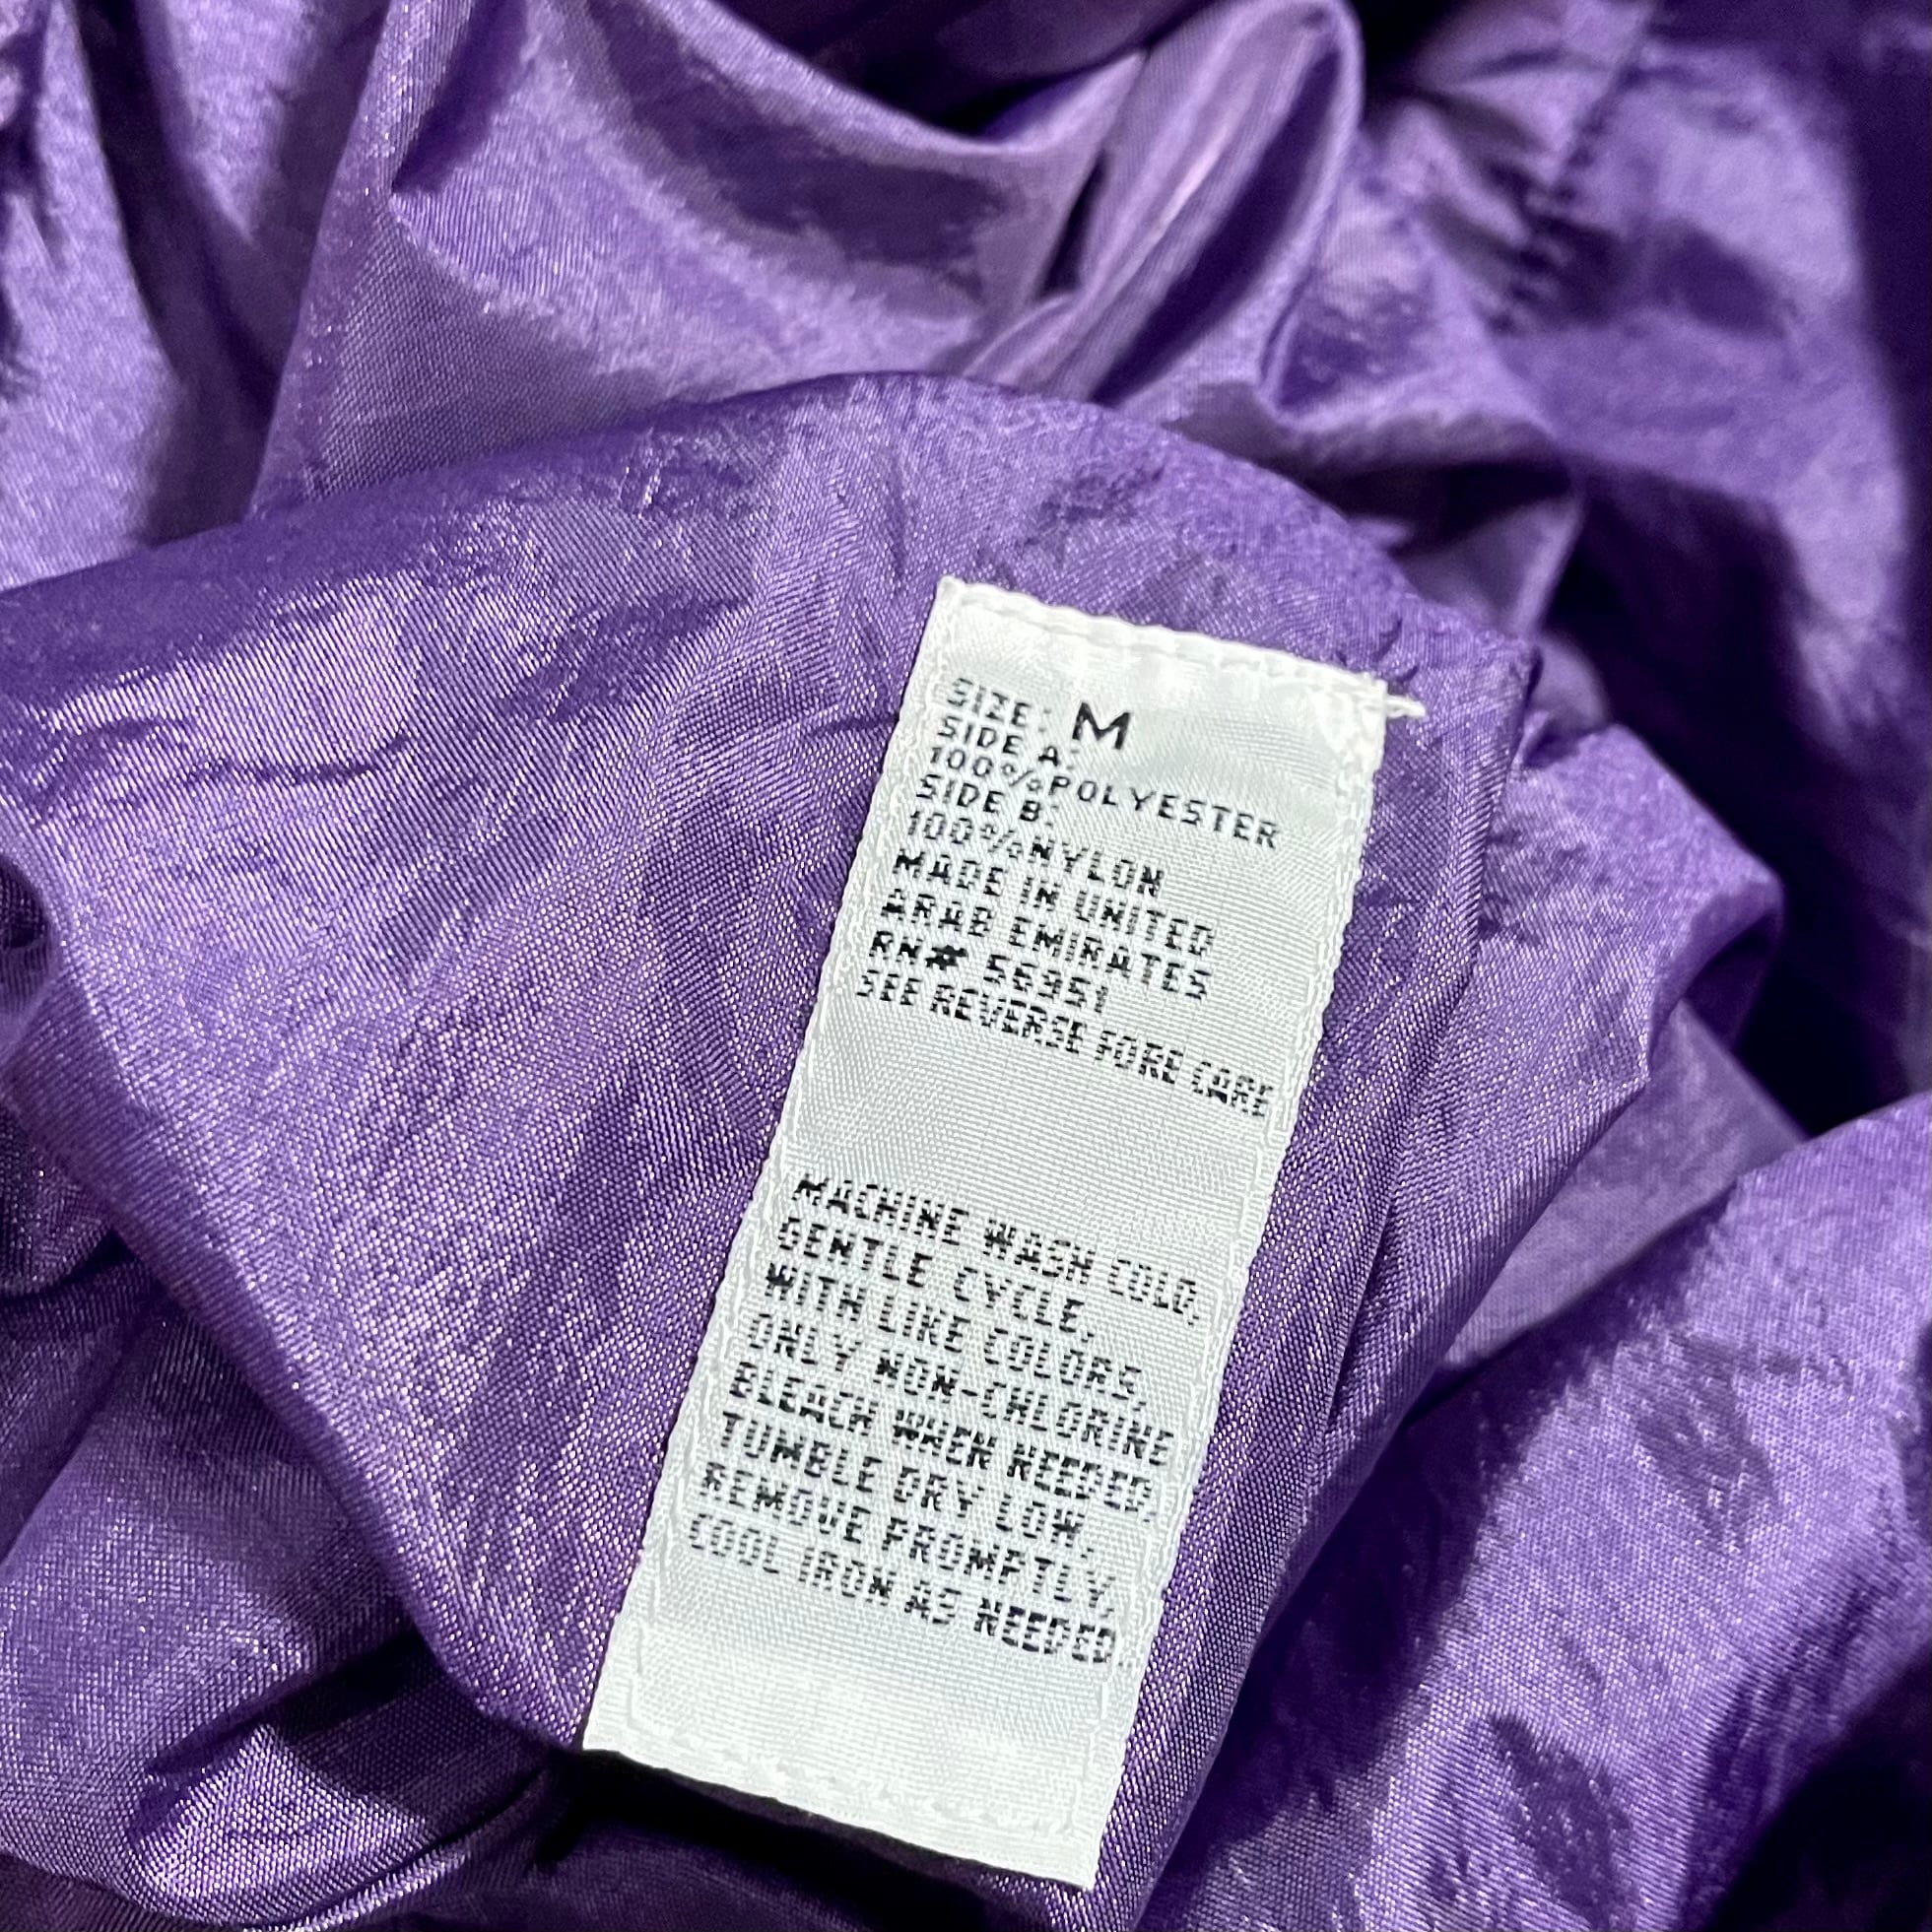 SIZE: M
SIDE A:
100%POLYESTER
SIDE B:
100%NYLON
MADE IN UNITED
ARAB EMIRATES
RN# 56951
SEE REVERSE FORE CARE
MACHINE WASH COLD,
GENTLE CYCLE,
WITH LIKE COLORS,
ONLY NON-CHLORINE
BLEACH WHEN NEEDED,
TUMBLE DRY LOW,
REMOVE PROMPTLY,
COOL IRON AS NEEDED..